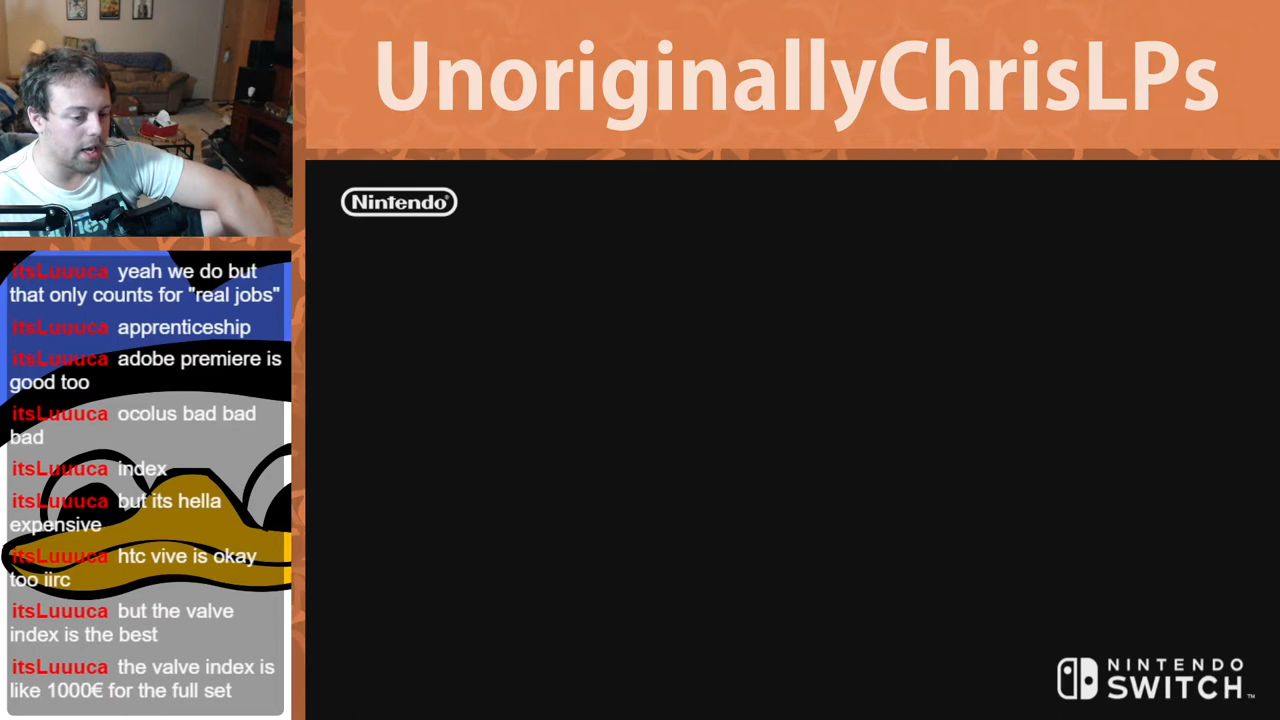 UnoriginallyChrisLPs
Nintendo
itsLuuuca yeah we do but
that only counts for "real jobs"
itsLuuuca apprenticeship
itsLuuuca adobe premiere is
good too
itsLuuuca ocolus bad bad
bad
itsLuuuca index
itsLuuuca but its hella
expensive
itsLuuuca htc vive is okay
too iirc
itsLuuuca but the valve
index is the best
itsLuuuca the valve index is
like 1000€ for the full set
NINTENDO
SWITCH™